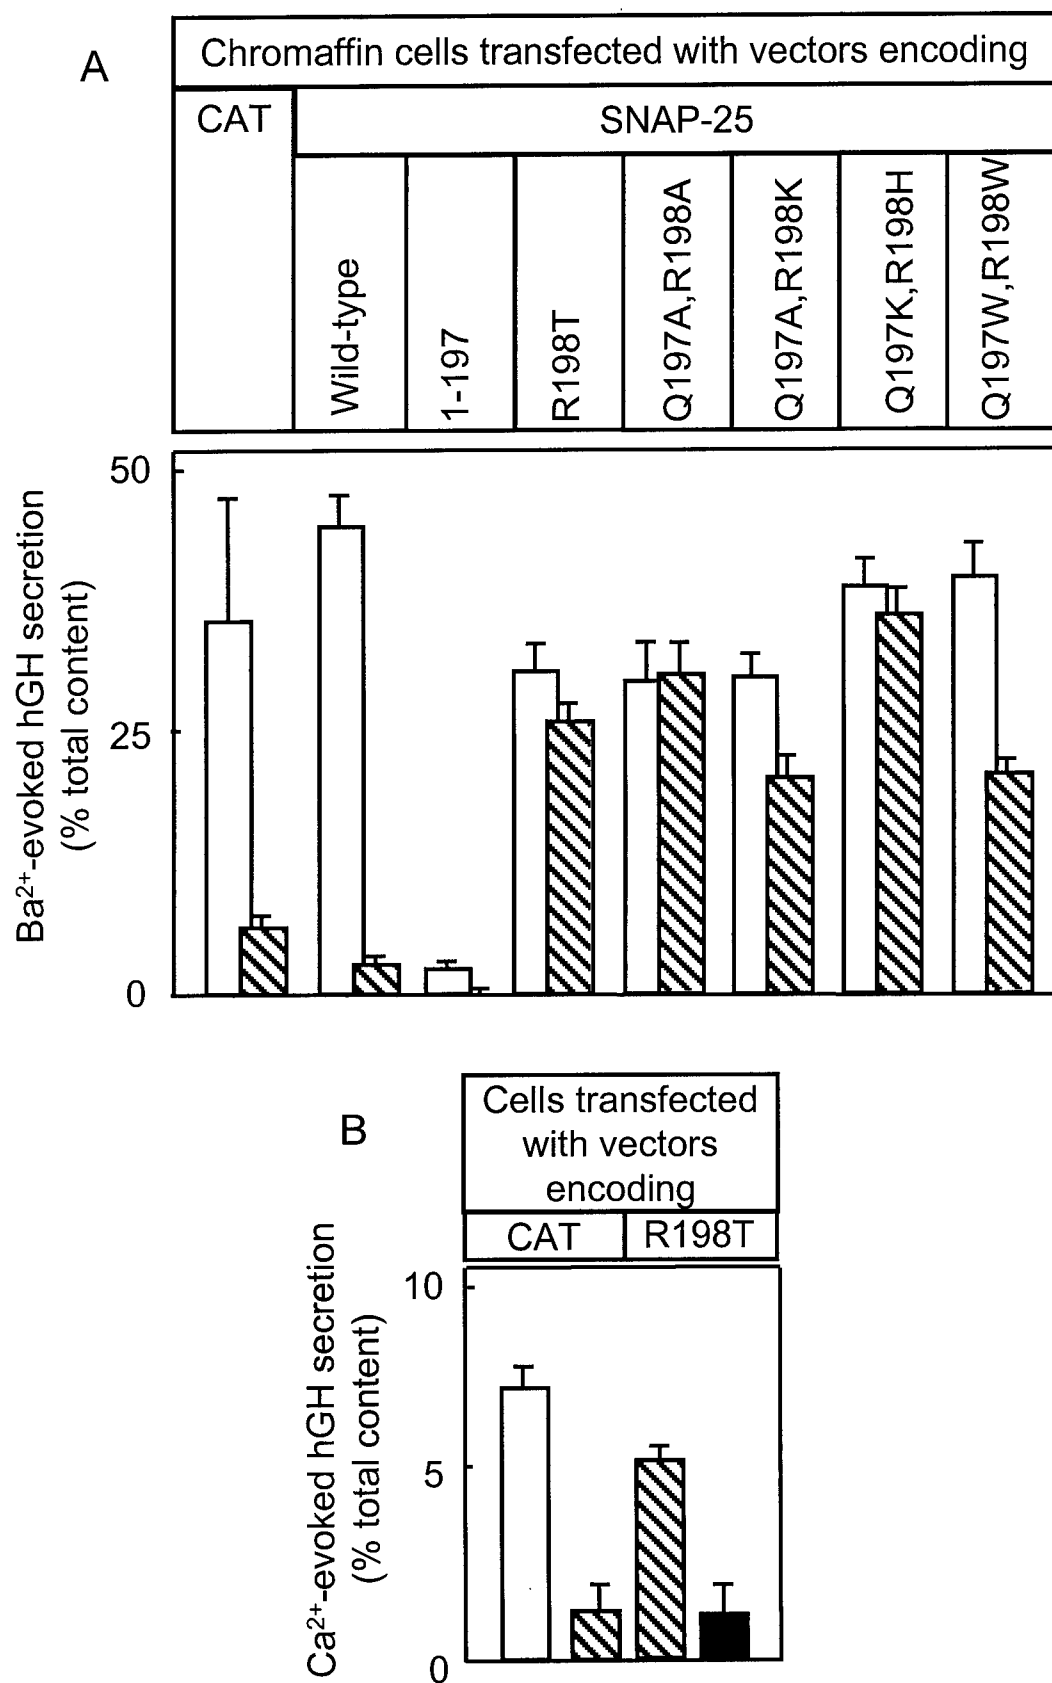 A
Chromaffin cells transfected with vectors encoding
CAT
SNAP-25
Wild-type
1-197
R198T
Q197A,R198A
Q197A,R198K
Q197K,R198H
Q197W,R198W
Ba²⁺-evoked hGH secretion
(% total content)
50
25
0
B
Cells transfected
with vectors
encoding
CAT
R198T
Ca²⁺-evoked hGH secretion
(% total content)
10
5
0